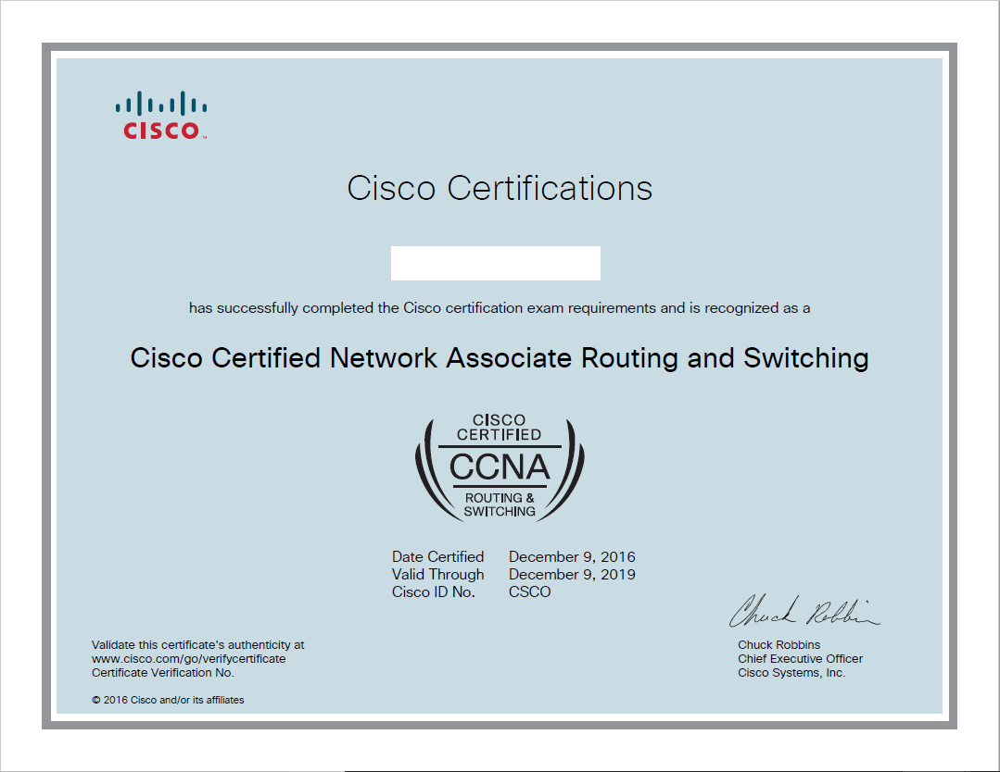 CISCO
Cisco Certifications
has successfully completed the Cisco certification exam requirements and is recognized as a
Cisco Certified Network Associate Routing and Switching
CISCO
CERTIFIED
CCNA
ROUTING &
SWITCHING
Date Certified December 9, 2016
Valid Through December 9, 2019
Cisco ID No. CSCO
Chuck Robbins
Validate this certificate's authenticity at
www.cisco.com/go/verifycertificate
Certificate Verification No.
© 2016 Cisco and/or its affiliates
Chuck Robbins
Chief Executive Officer
Cisco Systems, Inc.